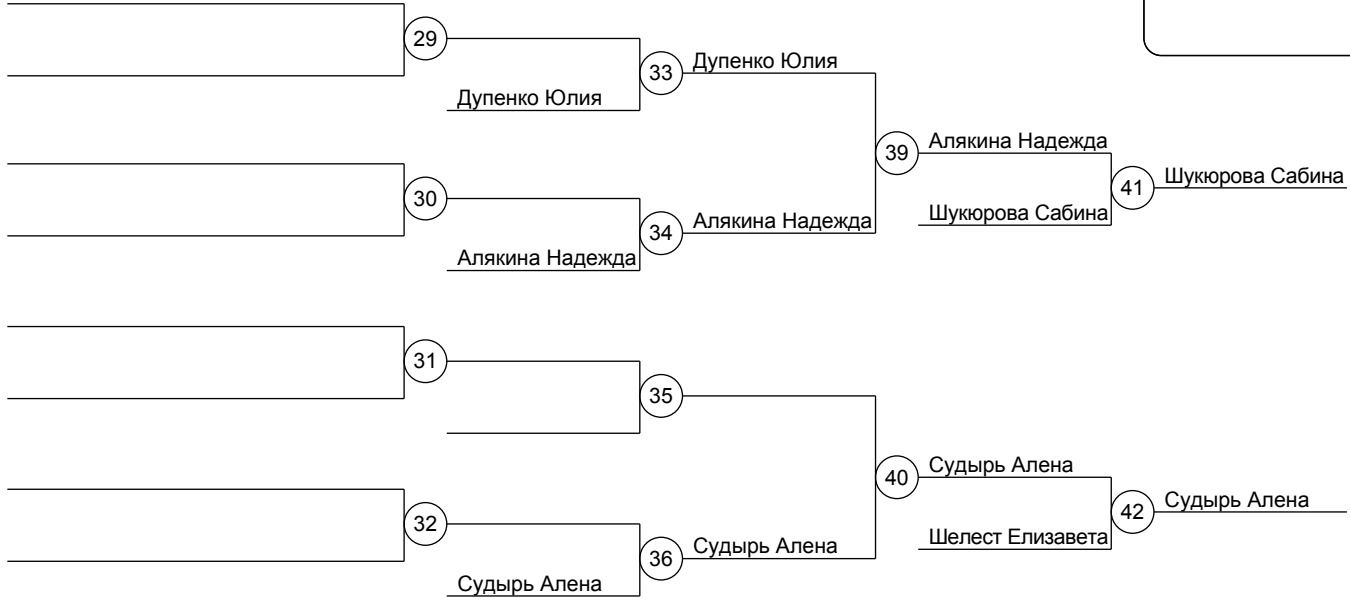 29
33
Дупенко Юлия
Дупенко Юлия
39
Алякина Надежда
30
41
Шукюрова Сабина
34
Алякина Надежда
Шукюрова Сабина
Алякина Надежда
31
35
40
Судырь Алена
32
42
Судырь Алена
36
Судырь Алена
Шелест Елизавета
Судырь Алена